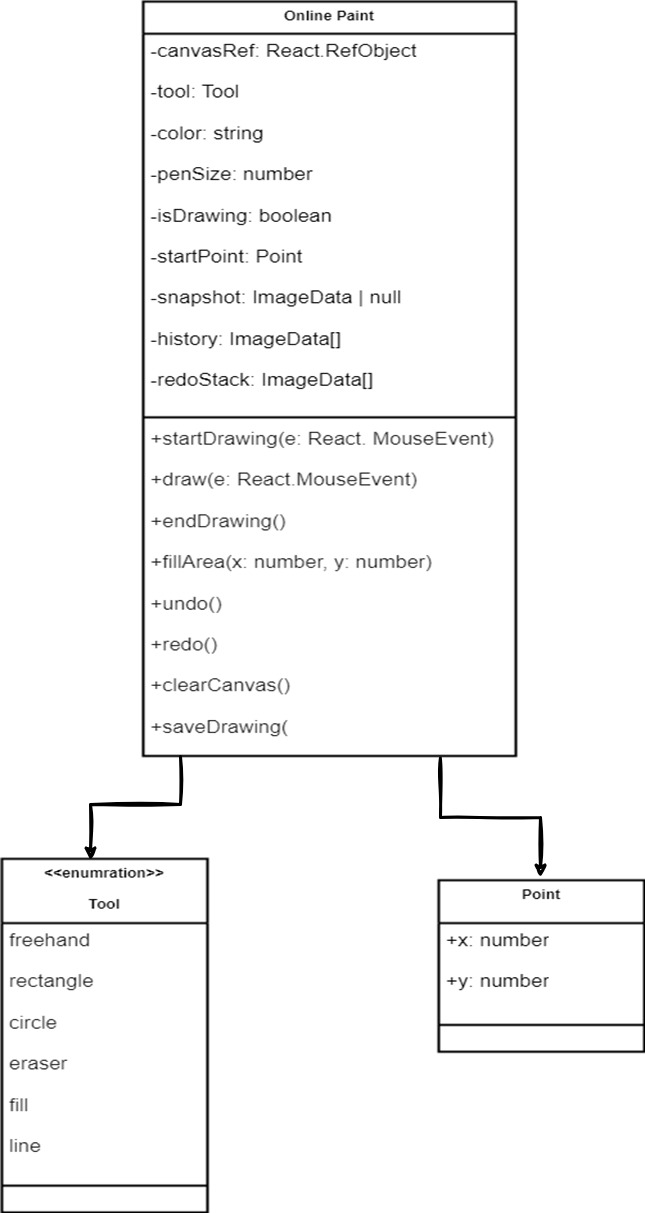 Online Paint
-canvasRef: React.RefObject
-tool: Tool
-color: string
-penSize: number
-isDrawing: boolean
-startPoint: Point
-snapshot: ImageData | null
-history: ImageData[]
-redoStack: ImageData[]
+startDrawing(e: React. MouseEvent)
+draw(e: React.MouseEvent)
+endDrawing()
+fillArea(x: number, y: number)
+undo()
+redo()
+clearCanvas()
+saveDrawing(
<<enumration>>
Tool
freehand
rectangle
circle
eraser
fill
line
Point
+x: number
+y: number